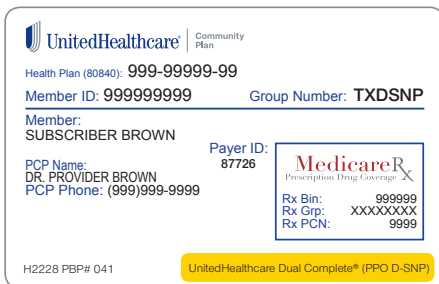 UnitedHealthcare® Community Plan
Health Plan (80840): 999-99999-99
Member ID: 999999999 Group Number: TXDSNP
Member:
SUBSCRIBER BROWN
Payer ID:
87726
PCP Name:
DR. PROVIDER BROWN
PCP Phone: (999)999-9999
MedicareRx
Prescription Drug Coverage
Rx Bin: 999999
Rx Grp: XXXXXXXX
Rx PCN: 9999
H2228 PBP# 041 UnitedHealthcare Dual Complete® (PPO D-SNP)